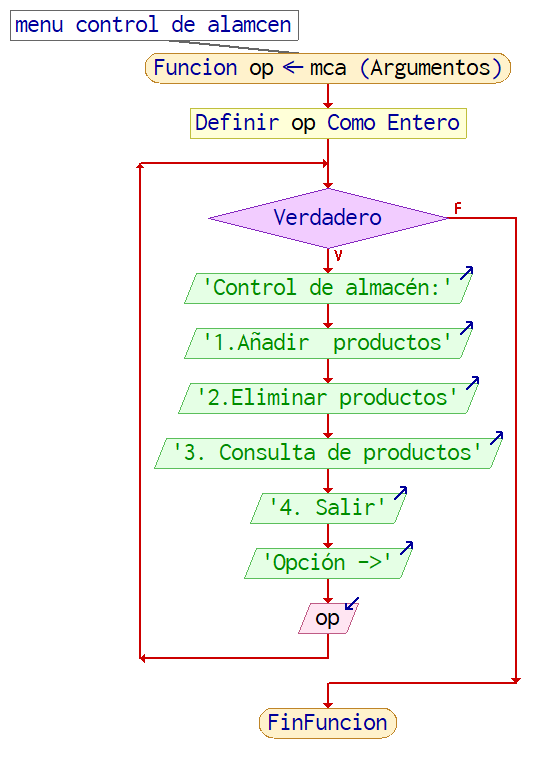 menu control de alamcen
Funcion op ← mca (Argumentos)
Definir op Como Entero
Verdadero
F
V
'Control de almacén:'
'1.Añadir  productos'
'2.Eliminar productos'
'3. Consulta de productos'
'4. Salir'
'Opción ->'
op
FinFuncion